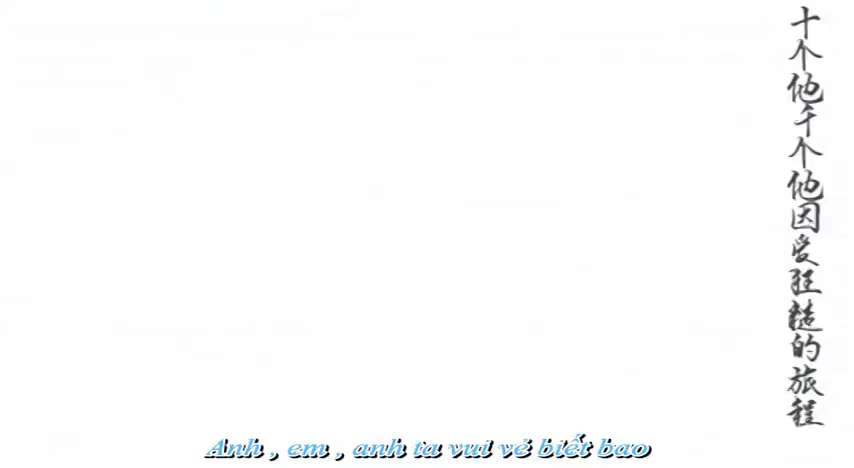 十个他千个他因爱狂的旅程
Anh , em , anh ta vui vẻ biết bao